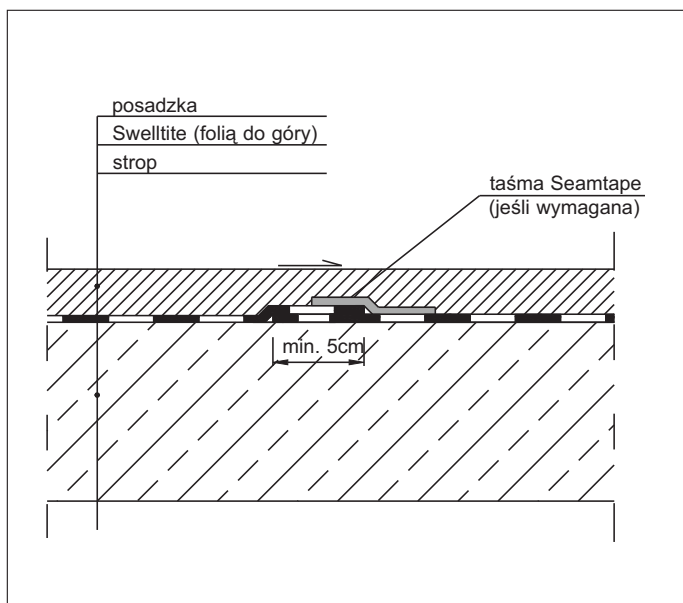 posadzka
Swelltite (folią do góry)
strop
taśma Seamtape
(jeśli wymagana)
min. 5cm